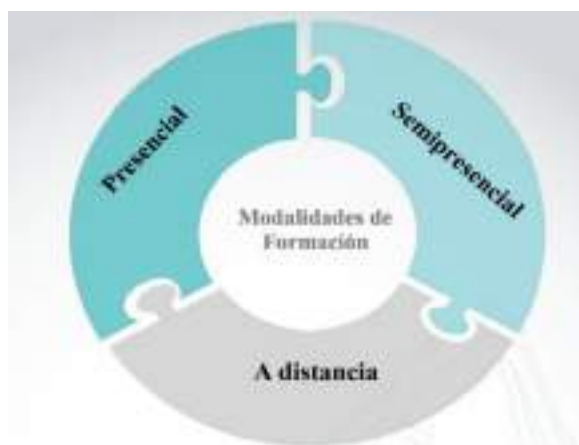 Presencial
Semipresencial
Modalidades de
Formación
A distancia